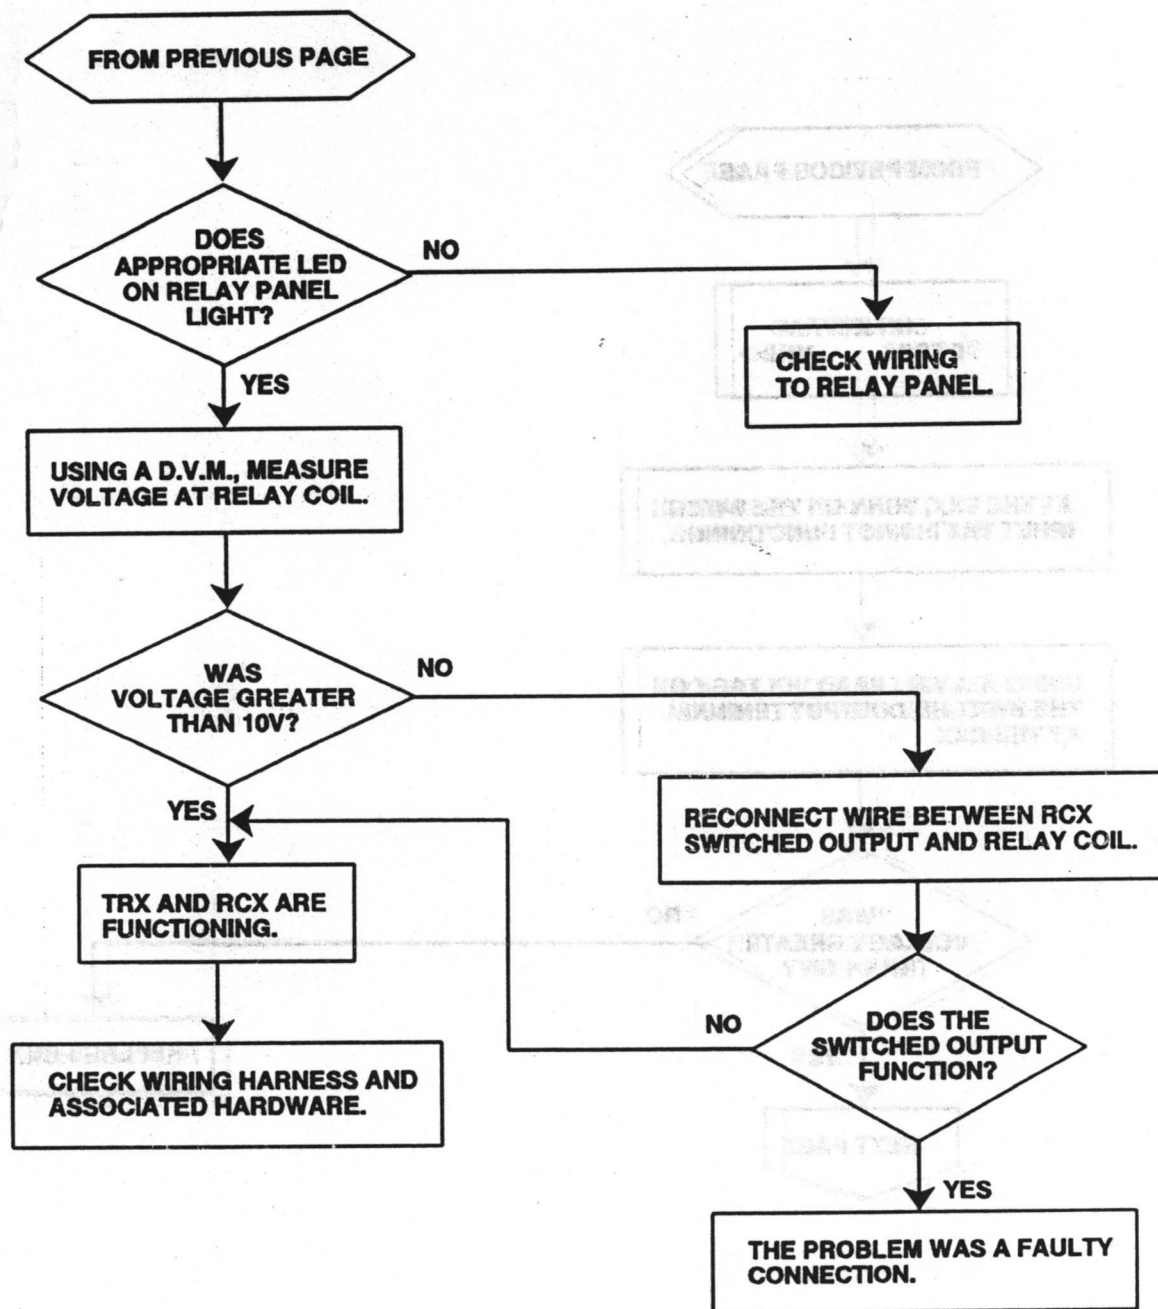 FROM PREVIOUS PAGE
DOES
APPROPRIATE LED
ON RELAY PANEL
LIGHT?
NO
CHECK WIRING
TO RELAY PANEL.
YES
USING A D.V.M., MEASURE
VOLTAGE AT RELAY COIL.
WAS
VOLTAGE GREATER
THAN 10V?
NO
RECONNECT WIRE BETWEEN RCX
SWITCHED OUTPUT AND RELAY COIL.
YES
TRX AND RCX ARE
FUNCTIONING.
CHECK WIRING HARNESS AND
ASSOCIATED HARDWARE.
NO
DOES THE
SWITCHED OUTPUT
FUNCTION?
YES
THE PROBLEM WAS A FAULTY
CONNECTION.